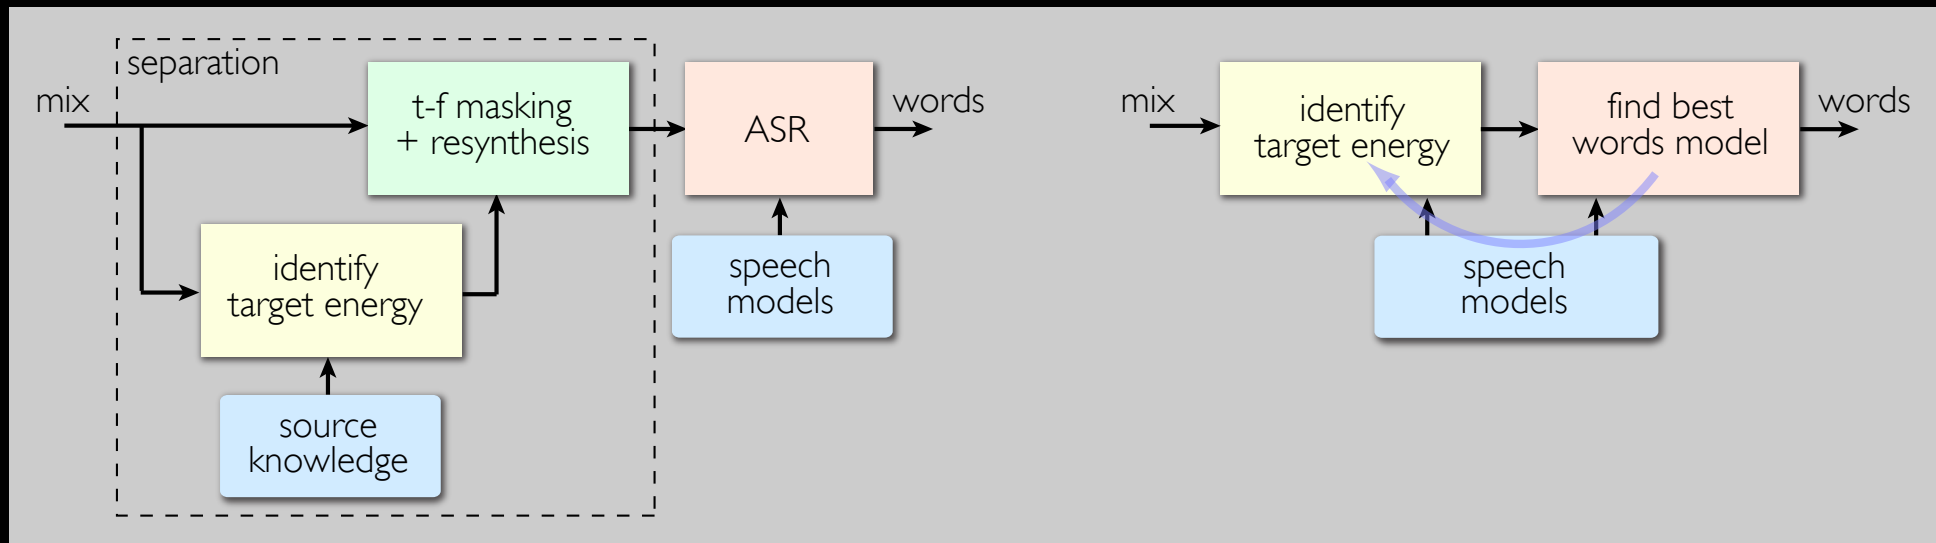 separation
mix
t-f masking
+ resynthesis
ASR
words
identify
target energy
speech
models
source
knowledge
mix
identify
target energy
find best
words model
words
speech
models